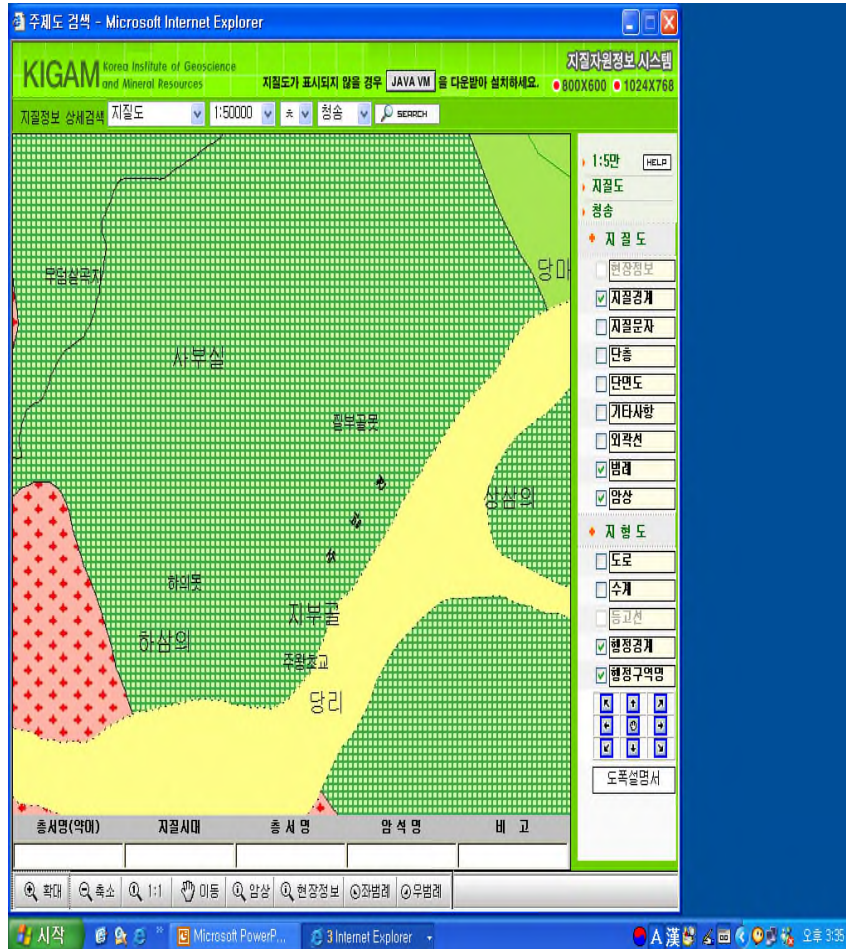 주제도 검색 - Microsoft Internet Explorer
KIGAM Korea Institute of Geoscience and Mineral Resources
지질자원정보 시스템
지질도가 표시되지 않을 경우 JAVA VM 을 다운받아 설치하세요.
800X600 1024X768
지질정보 상세검색 지질도 1:50000 ㅊ 청송 SEARCH
1:5만 HELP
지질도
청송
지 질 도
현장정보
지질경계
지질문자
단층
단면도
기타사항
외곽선
범례
암상
지 형 도
도로
수계
등고선
행정경계
행정구역명
도폭설명서
당마
무덤실곡지
사부실
질부골못
상삼의
하의못
지부골
하삼의
주왕초교
당리
층서명(약어) 지질시대 층 서 명 암 석 명 비 고
확대 축소 1:1 이동 암상 현장정보 좌범례 우범례
시작 Microsoft PowerP... 3 Internet Explorer A 漢 오후 3:35